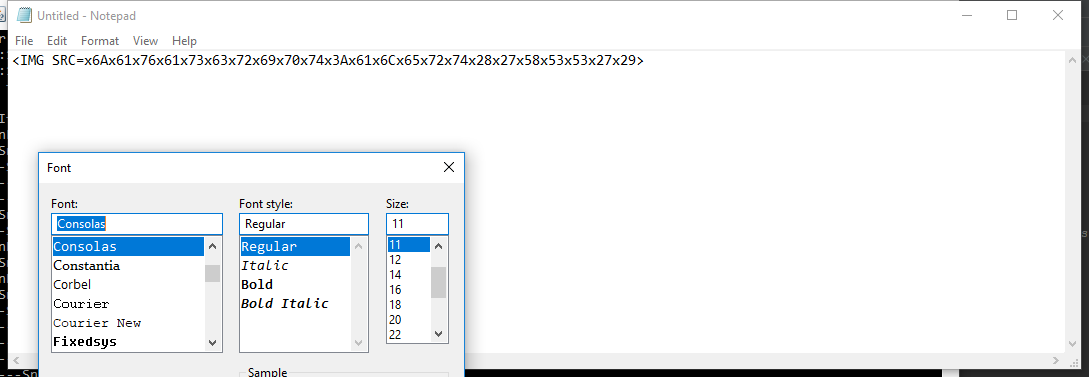 Untitled - Notepad
File Edit Format View Help
<IMG SRC=x6Ax61x76x61x73x63x72x69x70x74x3Ax61x6Cx65x72x74x28x27x58x53x53x27x29>
Font
Font: Font style: Size:
Consolas Regular 11
Consolas Regular 11
Constantia Italic 12
Corbel Bold 14
Courier Bold Italic 16
Courier New 18
Fixedsys 20
22
Sample